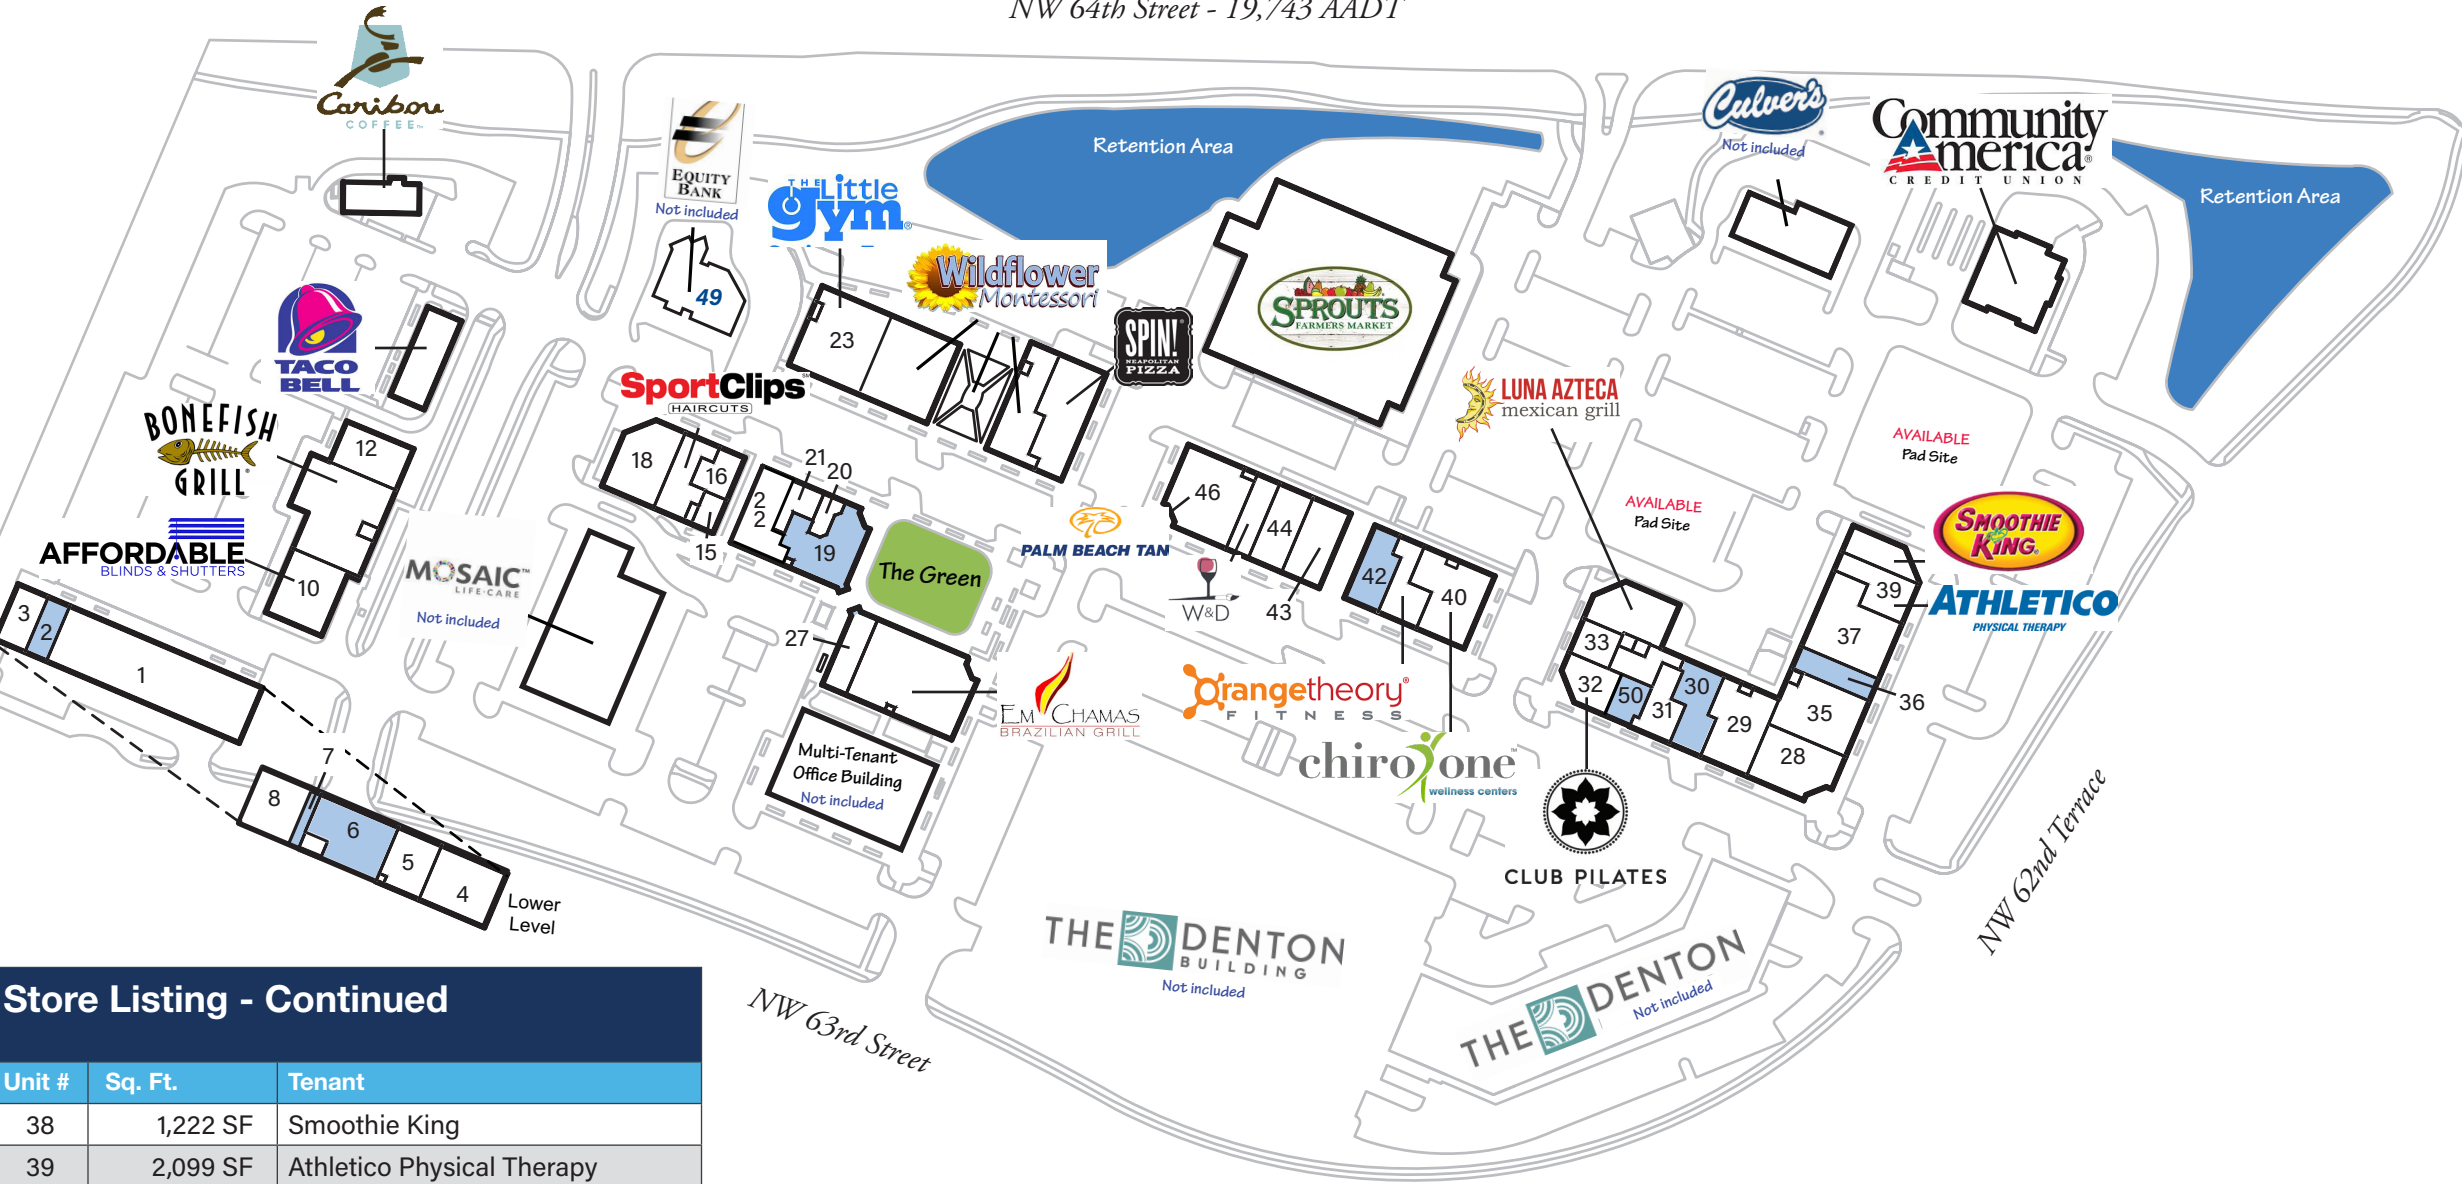 NW 64th Street - 19,743 AADT
Caribou
COFFEE
EQUITY
BANK
Not included
49
THE Little
gym
Wildflower
Montessori
Retention Area
Culver's
Not included
Community
America
CREDIT UNION
Retention Area
TACO
BELL
BONEFISH
GRILL
12
10
AFFORDABLE
BLINDS & SHUTTERS
MOSAIC
LIFE·CARE
Not included
SportClips
HAIRCUTS
18
16
15
23
21
20
2
2
19
The Green
SPIN!
NEAPOLITAN
PIZZA
SPROUTS
FARMERS MARKET
LUNA AZTECA
mexican grill
AVAILABLE
Pad Site
AVAILABLE
Pad Site
PALM BEACH TAN
46
44
43
W&D
42
40
SMOOTHIE
KING
ATHLETICO
PHYSICAL THERAPY
39
37
36
35
28
29
30
31
50
32
33
3
2
1
7
8
6
5
4
Lower
Level
27
EM CHAMAS
BRAZILIAN GRILL
Multi-Tenant
Office Building
Not included
Orangetheory
FITNESS
chiro one
wellness centers
CLUB PILATES
THE DENTON
BUILDING
Not included
THE DENTON
Not included
NW 63rd Street
NW 62nd Terrace
Store Listing - Continued
Unit # Sq. Ft. Tenant
38 1,222 SF Smoothie King
39 2,099 SF Athletico Physical Therapy